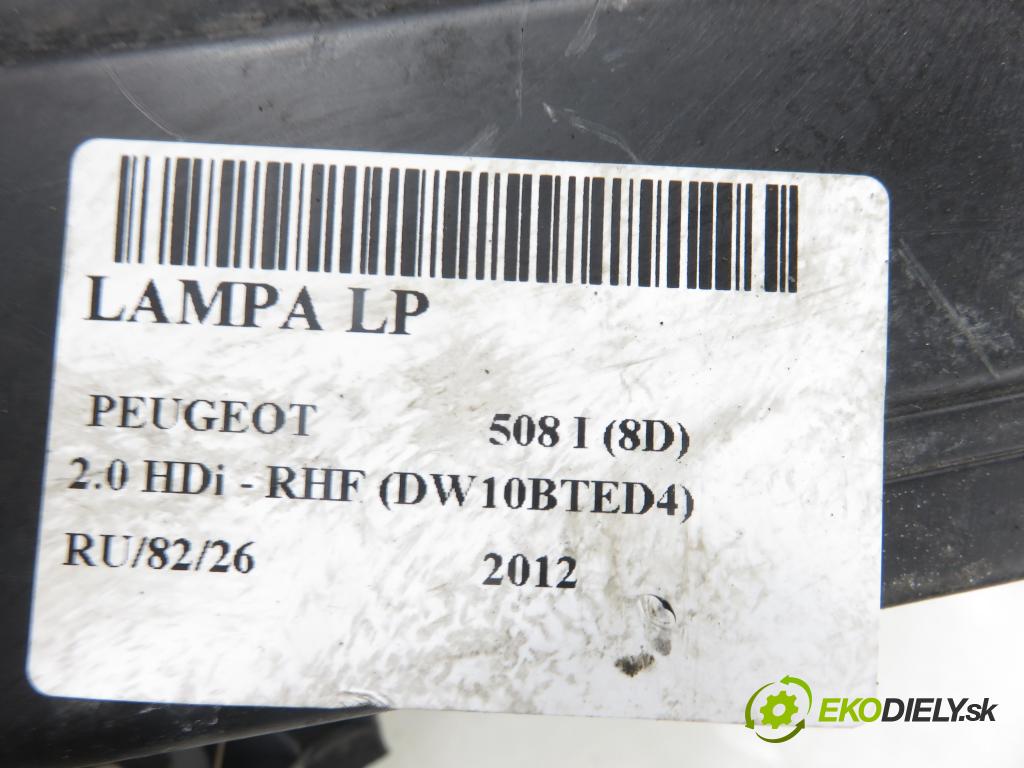 LAMPA LP
PEUGEOT 508 I (8D)
2.0 HDi - RHF (DW10BTED4)
RU/82/26 2012
EKODIELY.sk